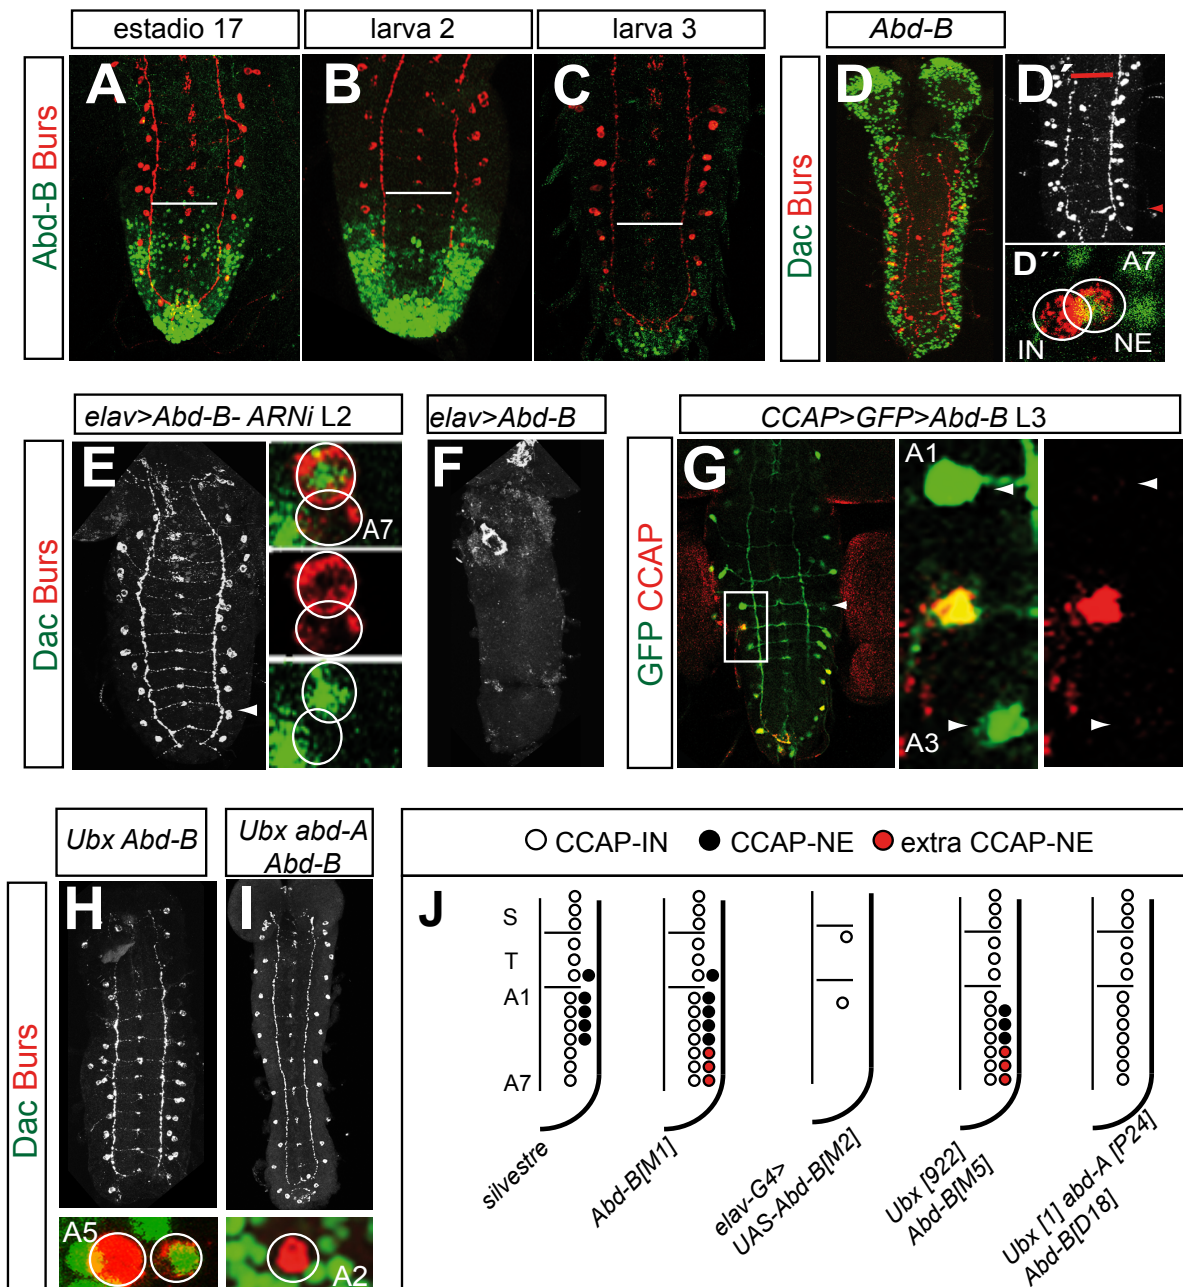 estadio 17
larva 2
larva 3
Abd-B
Abd-B Burs
A
B
C
Dac Burs
D
D´
D´´
A7
IN
NE
elav>Abd-B- ARNi L2
elav>Abd-B
CCAP>GFP>Abd-B L3
Dac Burs
E
A7
F
GFP CCAP
G
A1
A3
Ubx Abd-B
Ubx abd-A
Abd-B
Dac Burs
H
A5
I
A2
CCAP-IN
CCAP-NE
extra CCAP-NE
J
S
T
A1
A7
silvestre
Abd-B[M1]
elav-G4>
UAS-Abd-B[M2]
Ubx [922]
Abd-B[M5]
Ubx [1] abd-A [P24]
Abd-B[D18]